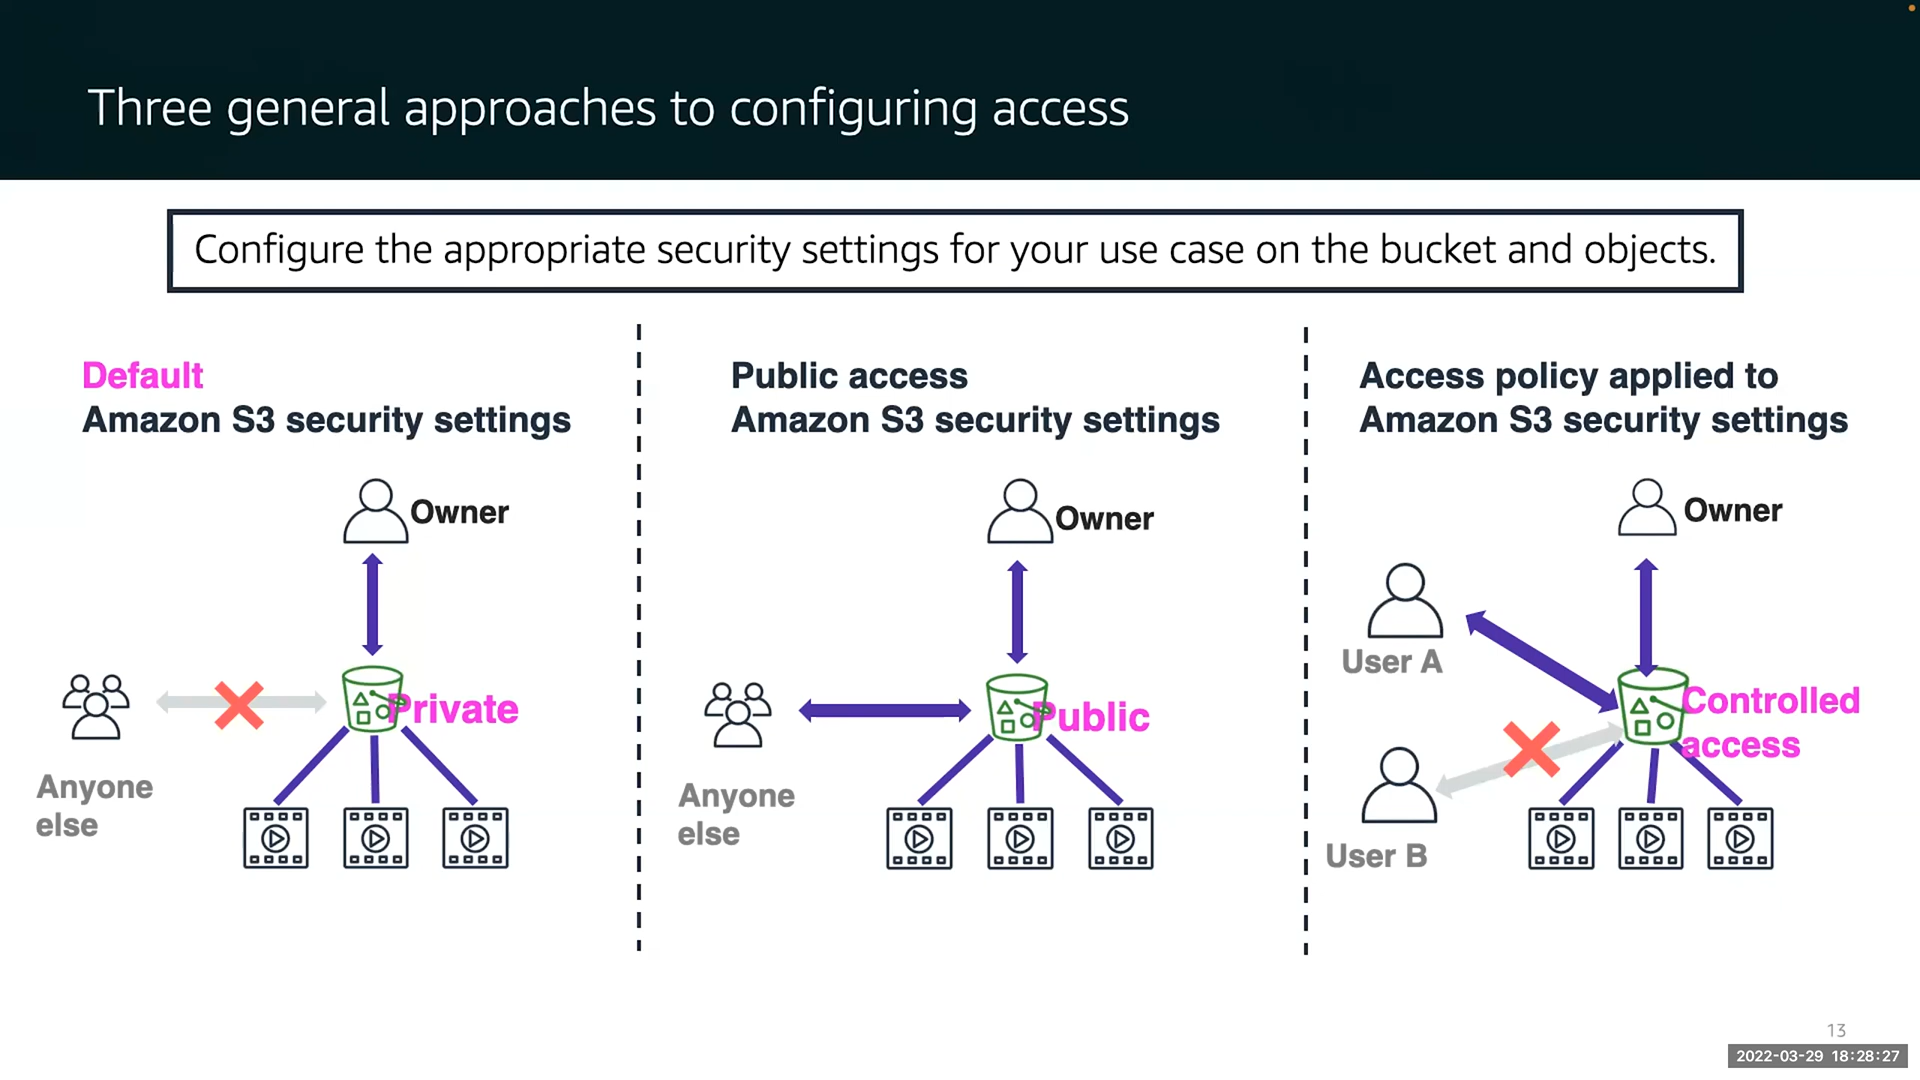 Three general approaches to configuring access
Configure the appropriate security settings for your use case on the bucket and objects.
Default
Amazon S3 security settings
Owner
Private
Anyone
else
Public access
Amazon S3 security settings
Owner
Public
Anyone
else
Access policy applied to
Amazon S3 security settings
Owner
User A
Controlled
access
User B
13
2022-03-29 18:28:27